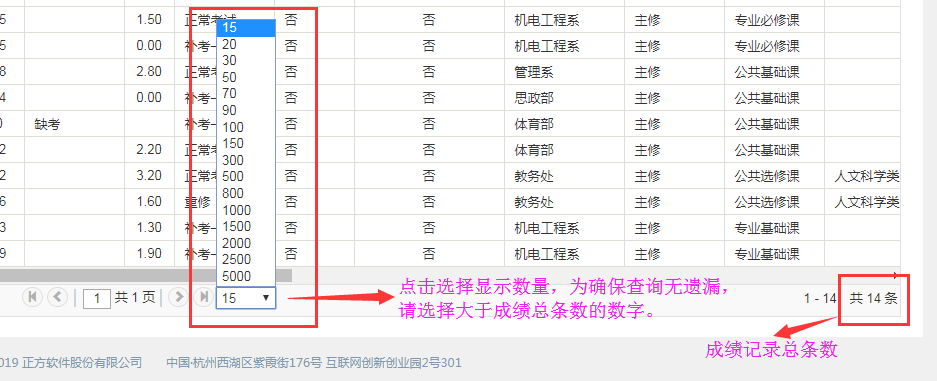 5 1.50 正常考试 否 否 机电工程系 主修 专业必修课
5 0.00 补考一 否 否 机电工程系 主修 专业必修课
8 2.80 正常考 否 否 管理系 主修 公共基础课
4 0.00 补考一 否 否 思政部 主修 公共基础课
0 缺考 补考一 否 否 体育部 主修 公共基础课
2 2.20 正常考 否 否 体育部 主修 公共基础课
2 3.20 正常考 否 否 教务处 主修 公共选修课 人文科学类
6 1.60 重修 否 否 教务处 主修 公共选修课 人文科学类
3 1.30 补考一 否 否 机电工程系 主修 专业基础课
9 1.90 补考一 否 否 机电工程系 主修 专业基础课
15
20
30
50
70
90
100
150
300
500
800
1000
1500
2000
2500
5000
1 共 1 页 15 1 - 14 共 14 条
点击选择显示数量，为确保查询无遗漏，
请选择大于成绩总条数的数字。
成绩记录总条数
019 正方软件股份有限公司 中国·杭州西湖区紫霞街176号 互联网创新创业园2号301